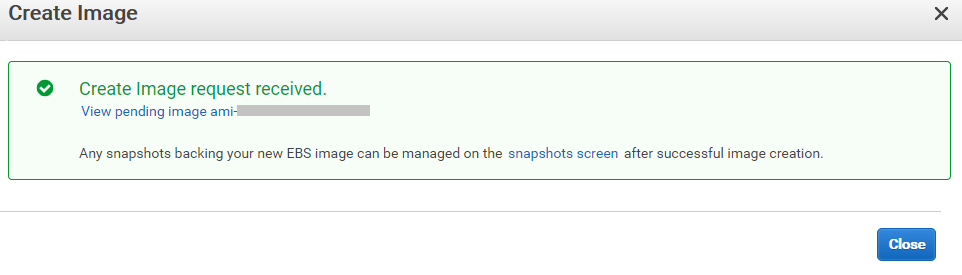 Create Image
Create Image request received.
View pending image ami-
Any snapshots backing your new EBS image can be managed on the snapshots screen after successful image creation.
Close